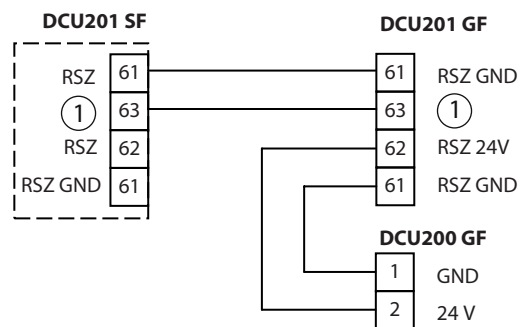 DCU201 SF
DCU201 GF
RSZ 61
61 RSZ GND
① 63
63 ①
RSZ 62
62 RSZ 24V
RSZ GND 61
61 RSZ GND
DCU200 GF
1 GND
2 24 V